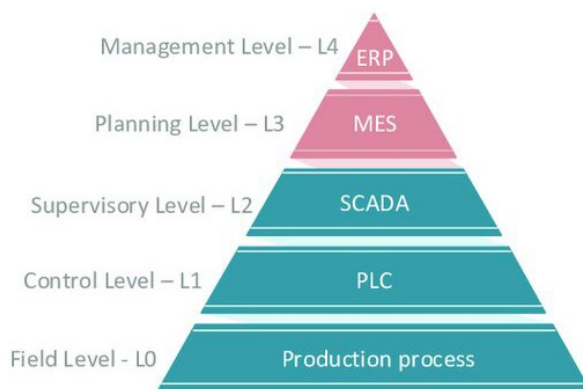 Management Level – L4
ERP
Planning Level – L3
MES
Supervisory Level – L2
SCADA
Control Level – L1
PLC
Field Level - L0
Production process